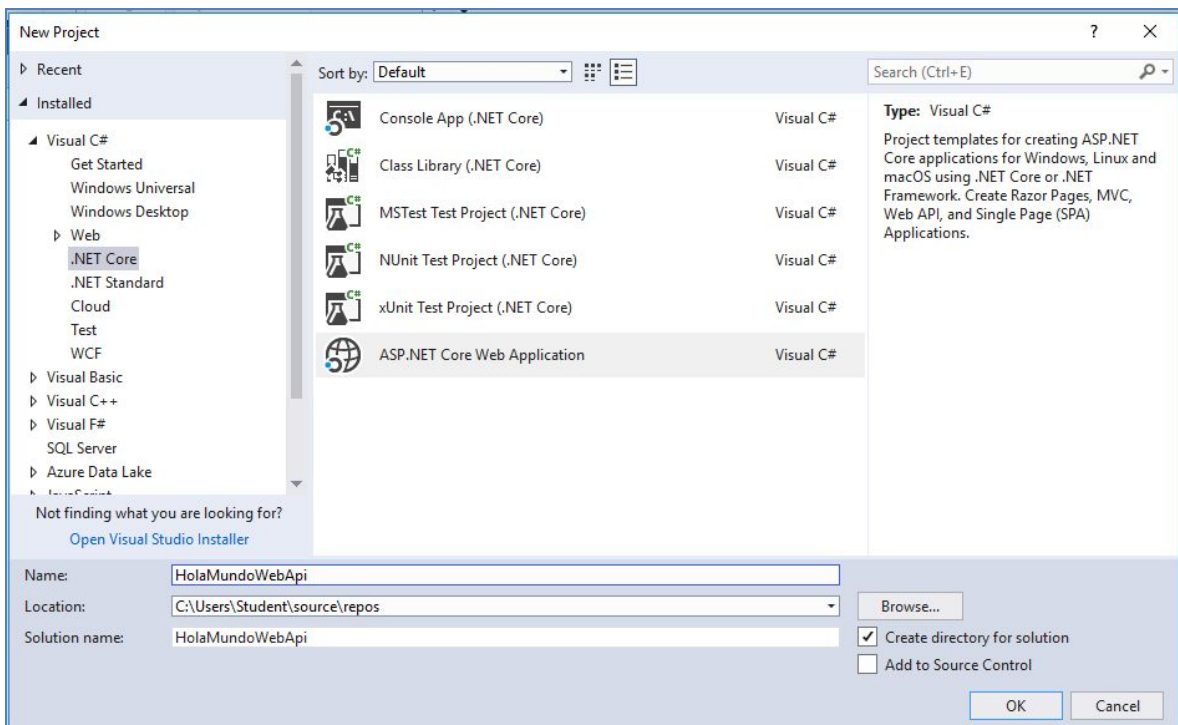 New Project
?
Recent
Installed
Visual C#
Get Started
Windows Universal
Windows Desktop
Web
.NET Core
.NET Standard
Cloud
Test
WCF
Visual Basic
Visual C++
Visual F#
SQL Server
Azure Data Lake
JavaScript
Not finding what you are looking for?
Open Visual Studio Installer
Sort by: Default
Console App (.NET Core) Visual C#
Class Library (.NET Core) Visual C#
MSTest Test Project (.NET Core) Visual C#
NUnit Test Project (.NET Core) Visual C#
xUnit Test Project (.NET Core) Visual C#
ASP.NET Core Web Application Visual C#
Search (Ctrl+E)
Type: Visual C#
Project templates for creating ASP.NET
Core applications for Windows, Linux and
macOS using .NET Core or .NET
Framework. Create Razor Pages, MVC,
Web API, and Single Page (SPA)
Applications.
Name: HolaMundoWebApi
Location: C:\Users\Student\source\repos Browse...
Solution name: HolaMundoWebApi Create directory for solution
Add to Source Control
OK Cancel